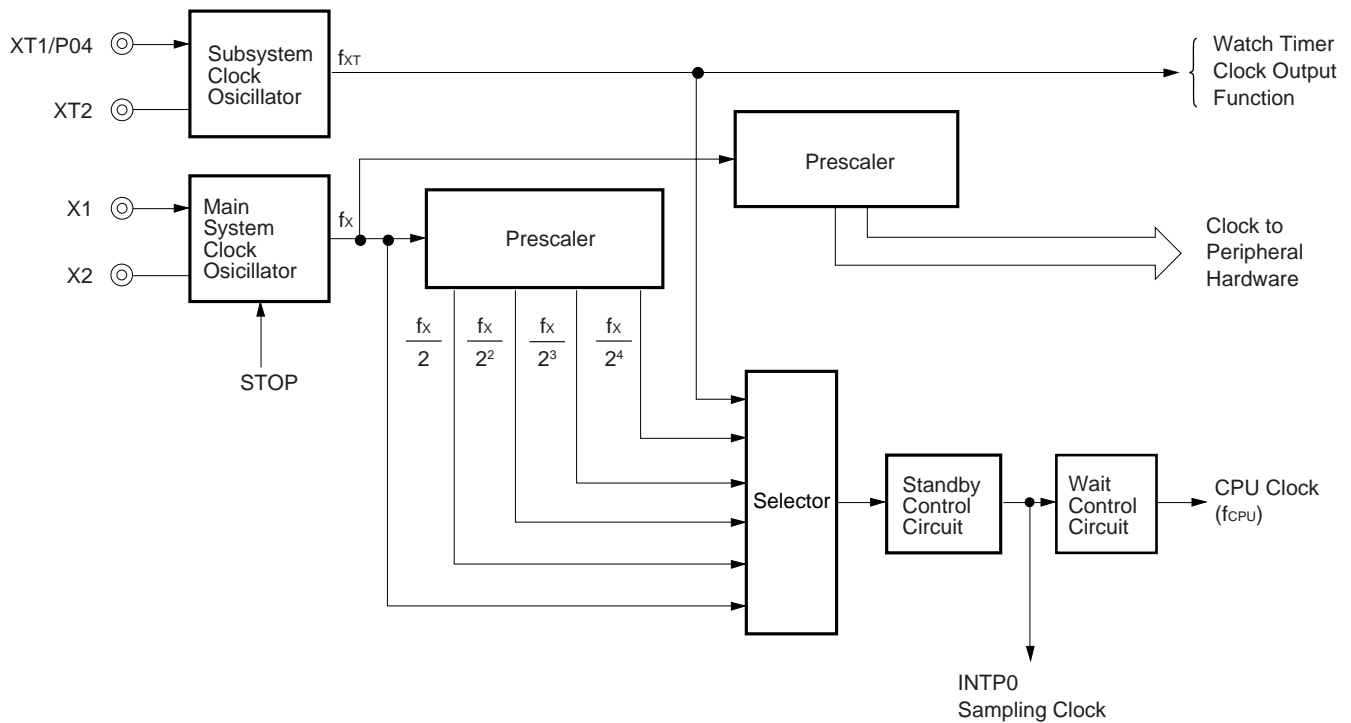 XT1/P04
XT2
Subsystem
Clock
Osicillator
fXT
Watch Timer
Clock Output
Function
Prescaler
X1
X2
Main
System
Clock
Osicillator
fX
Prescaler
Clock to
Peripheral
Hardware
STOP
fX
2
fX
2²
fX
2³
fX
2⁴
Selector
Standby
Control
Circuit
Wait
Control
Circuit
CPU Clock
(fCPU)
INTP0
Sampling Clock